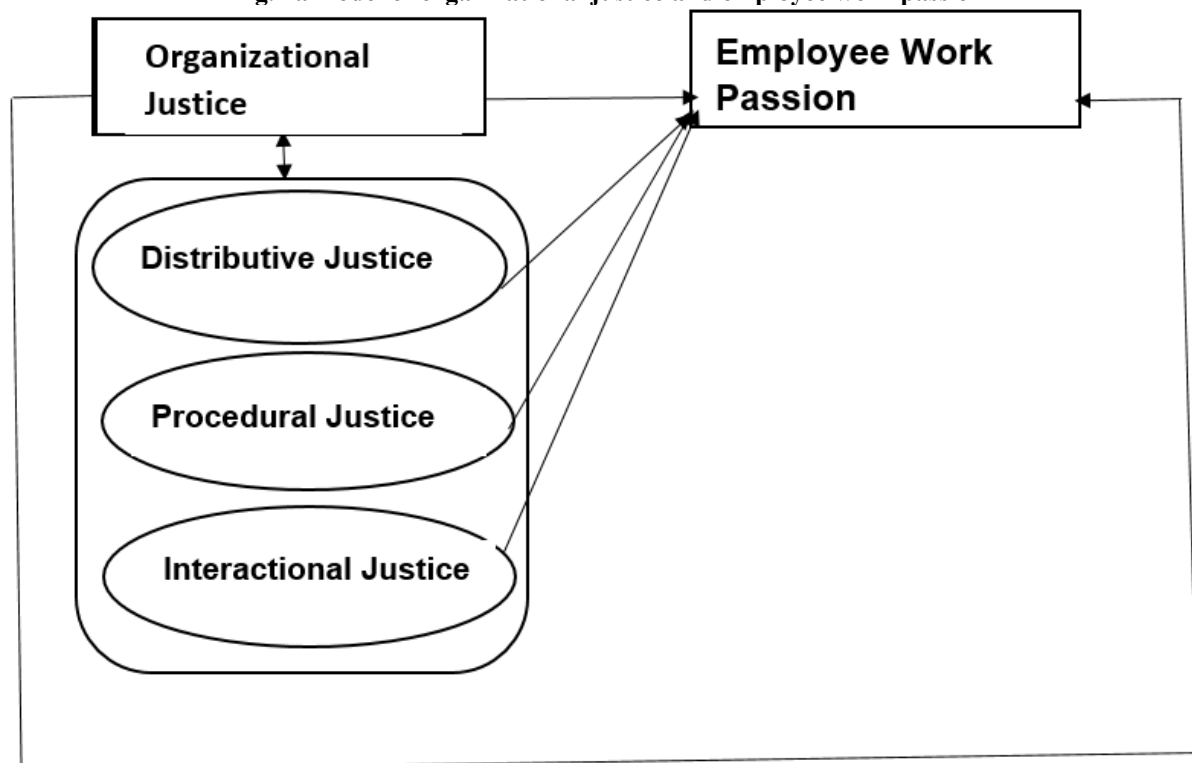 Organizational
Justice
Employee Work
Passion
Distributive Justice
Procedural Justice
Interactional Justice